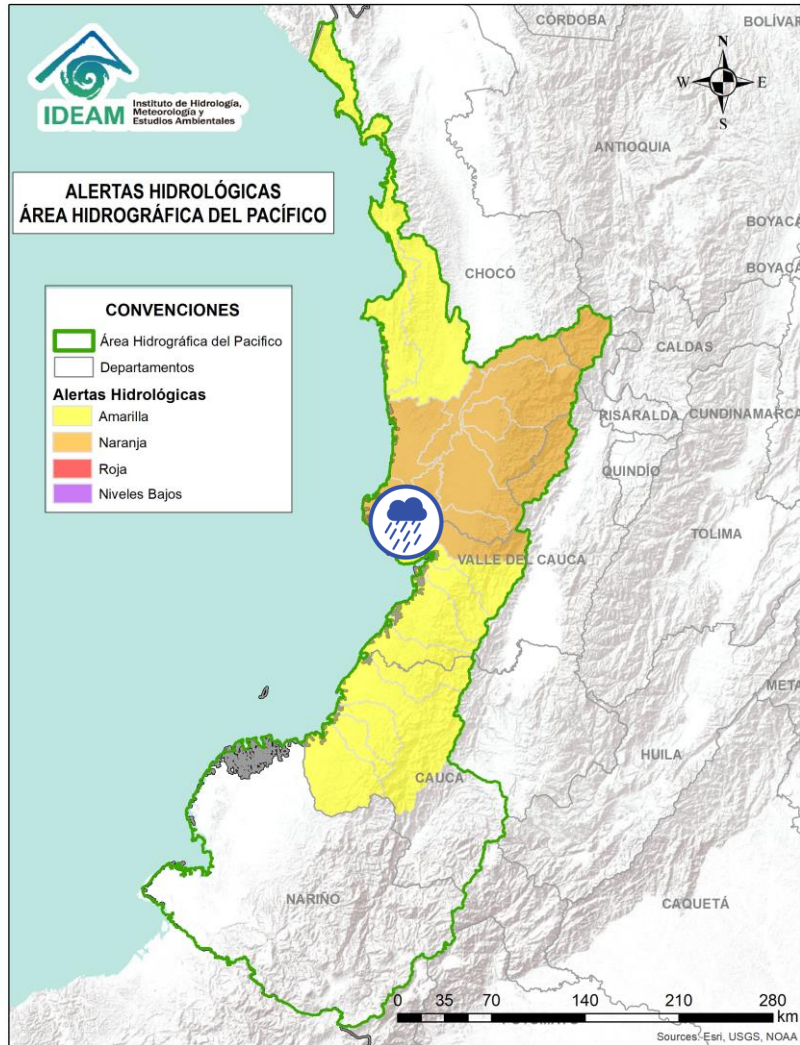 CÓRDOBA
BOLÍVAR
IDEAM
Instituto de Hidrología,
Meteorología y
Estudios Ambientales
N
W
E
S
ANTIOQUIA
ALERTAS HIDROLÓGICAS
ÁREA HIDROGRÁFICA DEL PACÍFICO
BOYACÁ
CHOCÓ
BOYACÁ
CONVENCIONES
Área Hidrográfica del Pacifico
Departamentos
Alertas Hidrológicas
Amarilla
Naranja
Roja
Niveles Bajos
CALDAS
RISARALDA
CUNDINAMARCA
QUINDÍO
TOLIMA
VALLE DEL CAUCA
META
HUILA
CAUCA
NARIÑO
CAQUETÁ
0 35 70 140 210 280
km
Sources: Esri, USGS, NOAA